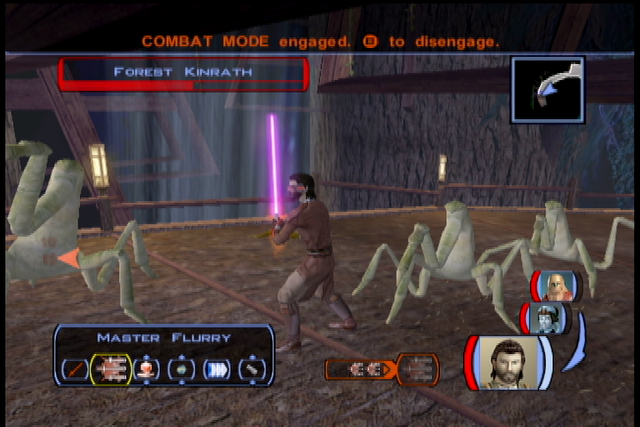 COMBAT MODE engaged. B to disengage.
Forest Kinrath
Master Flurry